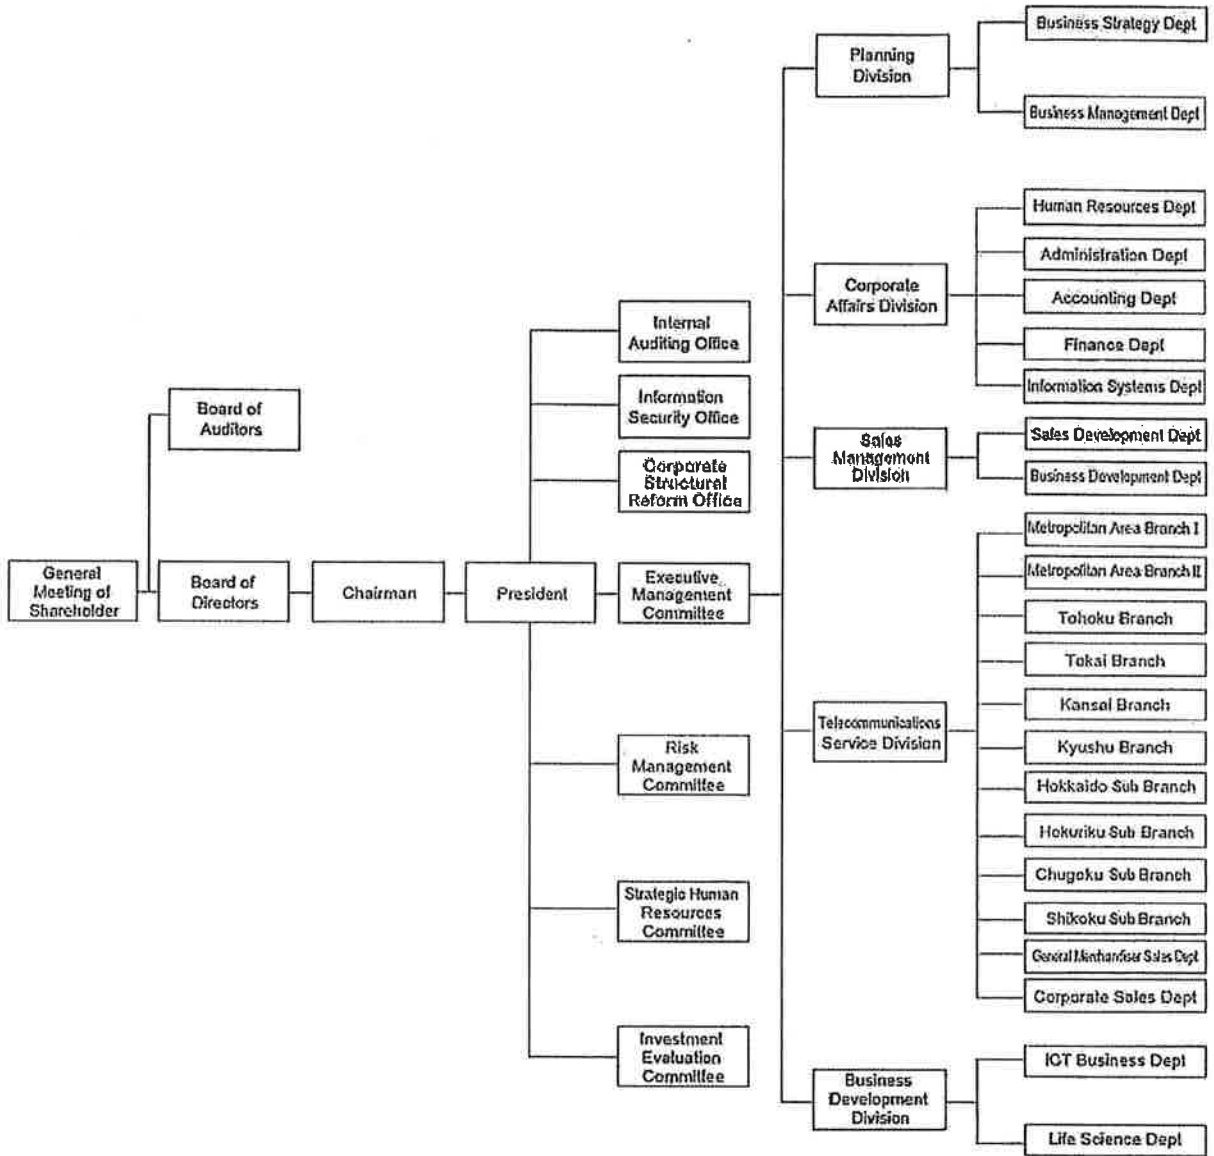 General
Meeting of
Shareholder
Board of
Auditors
Board of
Directors
Chairman
President
Internal
Auditing Office
Information
Security Office
Corporate
Structural
Reform Office
Executive
Management
Committee
Risk
Management
Committee
Strategic Human
Resources
Committee
Investment
Evaluation
Committee
Planning
Division
Business Strategy Dept
Business Management Dept
Corporate
Affairs Division
Human Resources Dept
Administration Dept
Accounting Dept
Finance Dept
Information Systems Dept
Sales
Management
Division
Sales Development Dept
Business Development Dept
Telecommunications
Service Division
Metropolitan Area Branch I
Metropolitan Area Branch II
Tohoku Branch
Tokai Branch
Kansai Branch
Kyushu Branch
Hokkaido Sub Branch
Hokuriku Sub Branch
Chugoku Sub Branch
Shikoku Sub Branch
General Merchandiser Sales Dept
Corporate Sales Dept
Business
Development
Division
ICT Business Dept
Life Science Dept